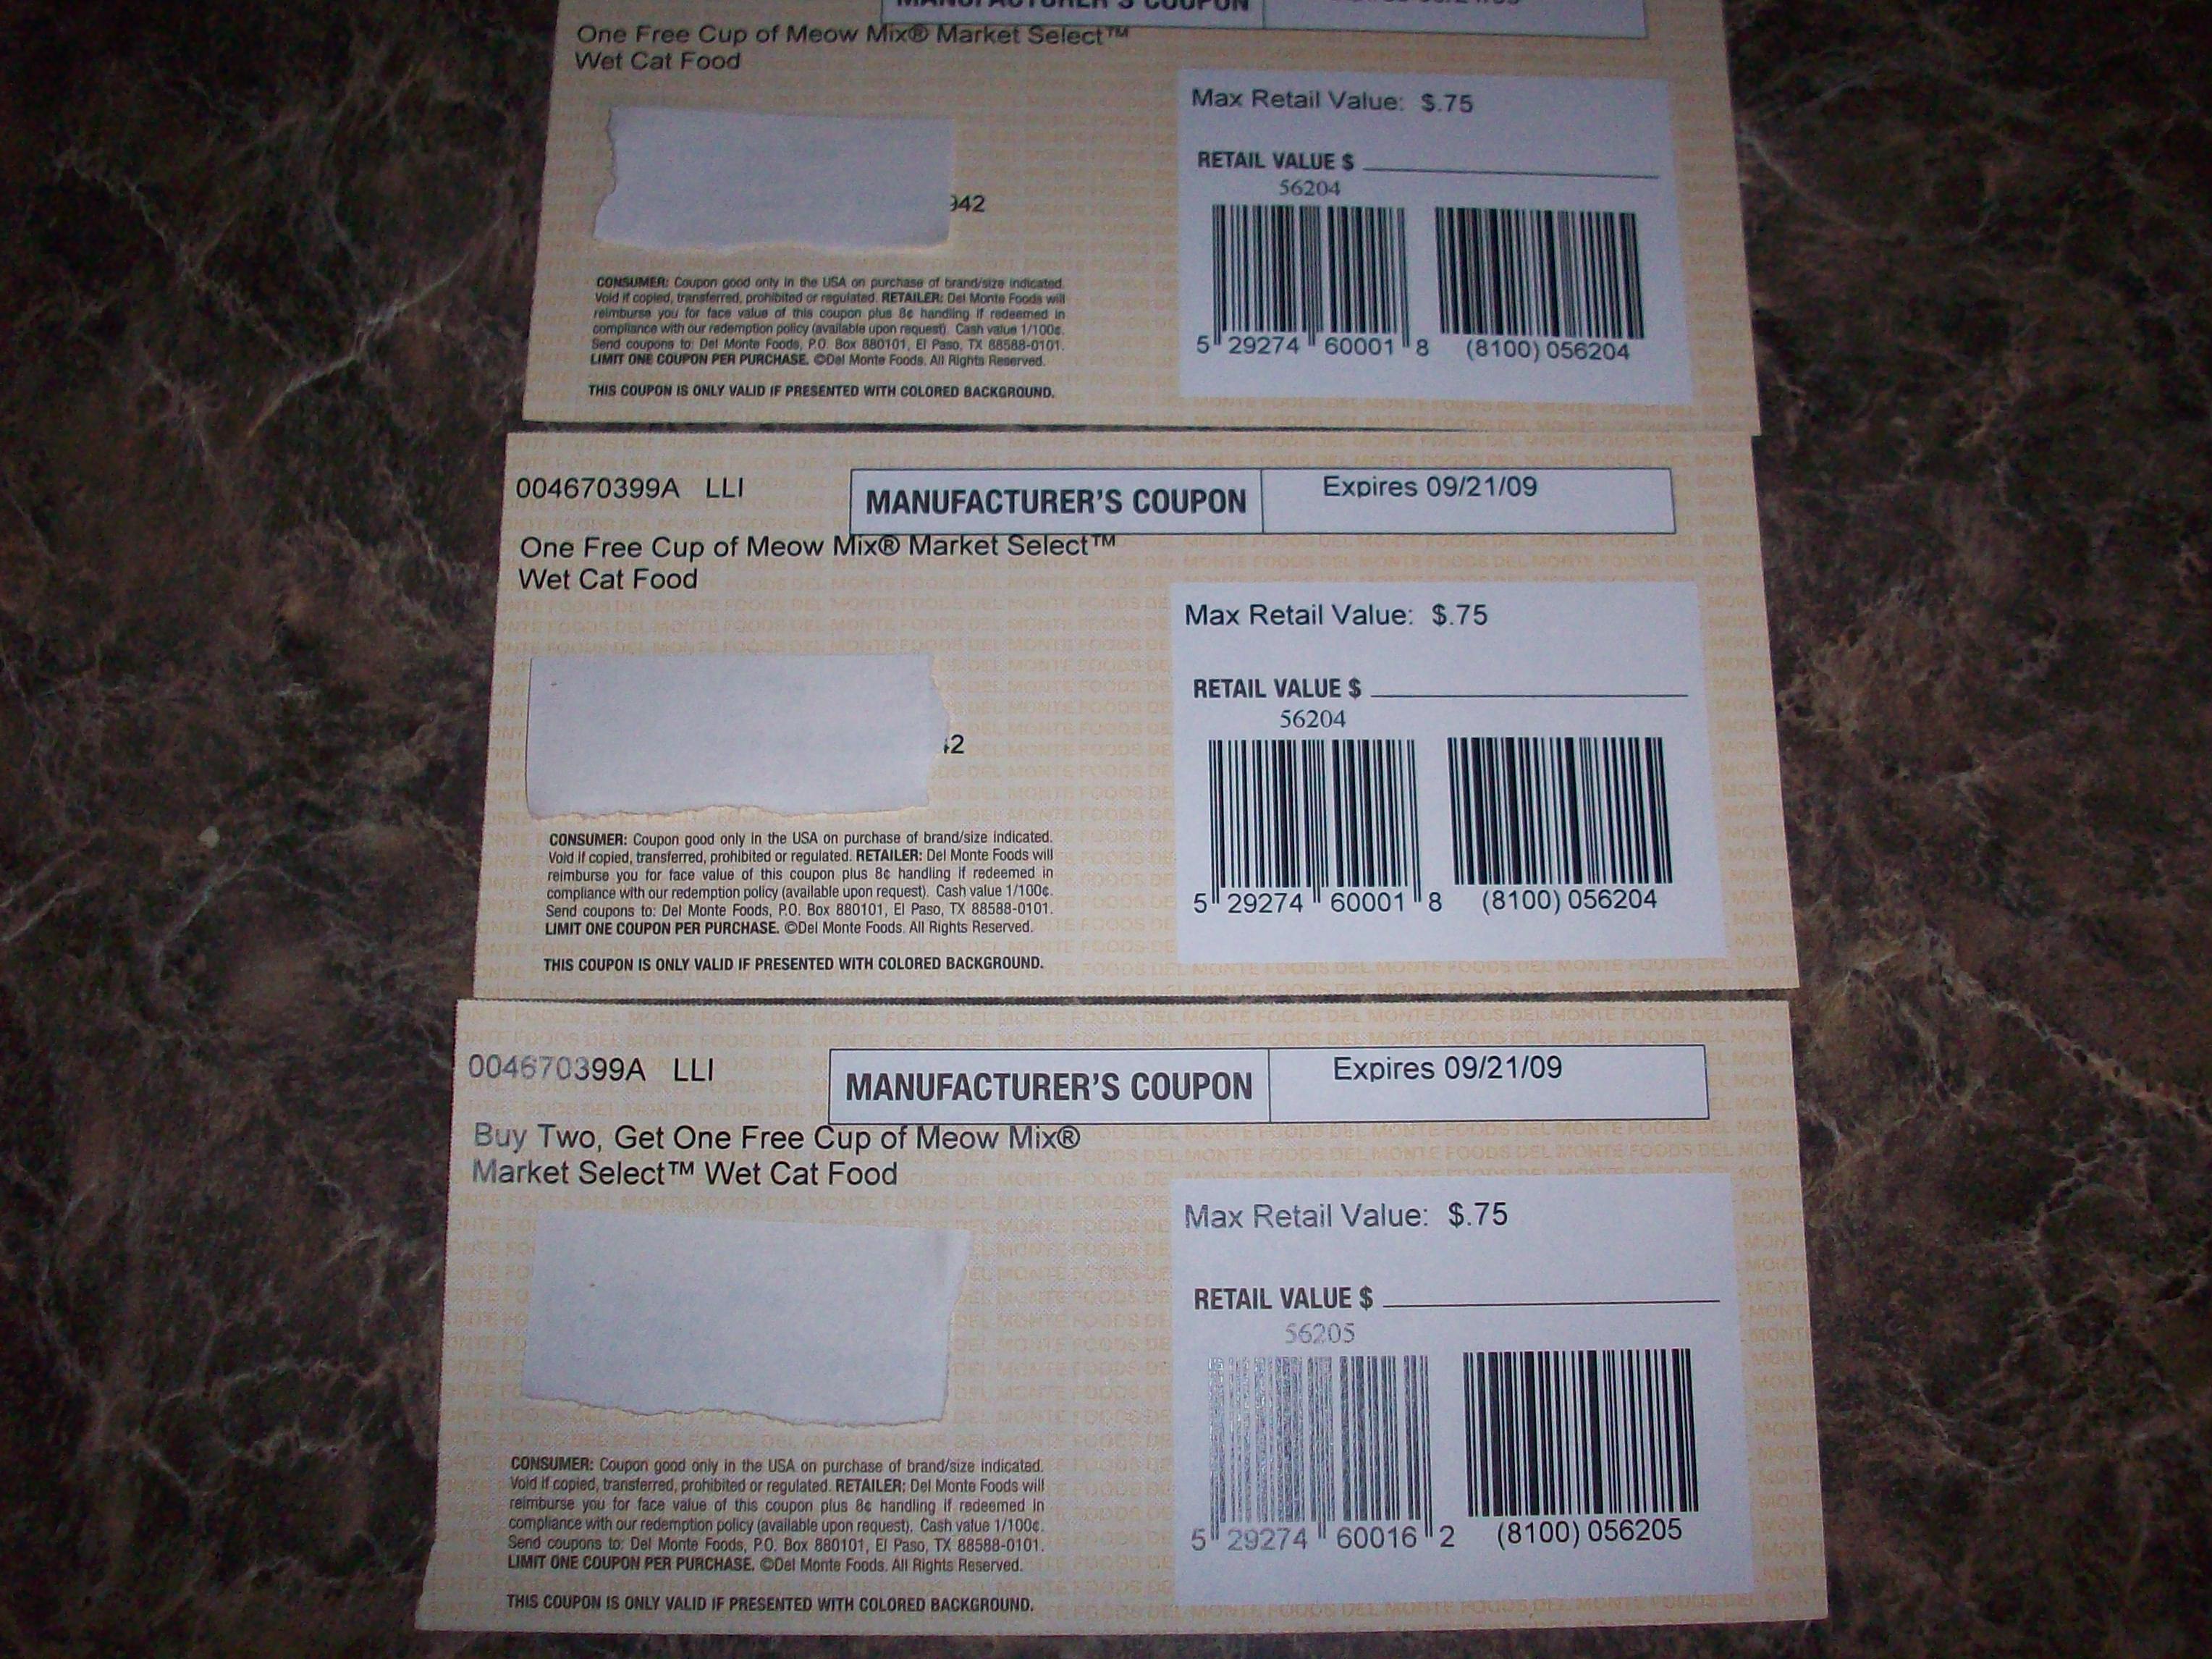 MANUFACTURER'S COUPON
One Free Cup of Meow Mix® Market Select™
Wet Cat Food
Max Retail Value: $.75
RETAIL VALUE $
56204
942
5 29274 60001 8 (8100) 056204
CONSUMER: Coupon good only in the USA on purchase of brand/size indicated.
Void if copied, transferred, prohibited or regulated. RETAILER: Del Monte Foods will
reimburse you for face value of this coupon plus 8¢ handling if redeemed in
compliance with our redemption policy (available upon request). Cash value 1/100¢.
Send coupons to: Del Monte Foods, P.O. Box 880101, El Paso, TX 88588-0101.
LIMIT ONE COUPON PER PURCHASE. ©Del Monte Foods. All Rights Reserved.
THIS COUPON IS ONLY VALID IF PRESENTED WITH COLORED BACKGROUND.
004670399A LLI
MANUFACTURER'S COUPON
Expires 09/21/09
One Free Cup of Meow Mix® Market Select™
Wet Cat Food
Max Retail Value: $.75
RETAIL VALUE $
56204
2
5 29274 60001 8 (8100) 056204
CONSUMER: Coupon good only in the USA on purchase of brand/size indicated.
Void if copied, transferred, prohibited or regulated. RETAILER: Del Monte Foods will
reimburse you for face value of this coupon plus 8¢ handling if redeemed in
compliance with our redemption policy (available upon request). Cash value 1/100¢.
Send coupons to: Del Monte Foods, P.O. Box 880101, El Paso, TX 88588-0101.
LIMIT ONE COUPON PER PURCHASE. ©Del Monte Foods. All Rights Reserved.
THIS COUPON IS ONLY VALID IF PRESENTED WITH COLORED BACKGROUND.
004670399A LLI
MANUFACTURER'S COUPON
Expires 09/21/09
Buy Two, Get One Free Cup of Meow Mix®
Market Select™ Wet Cat Food
Max Retail Value: $.75
RETAIL VALUE $
56205
5 29274 60016 2 (8100) 056205
CONSUMER: Coupon good only in the USA on purchase of brand/size indicated.
Void if copied, transferred, prohibited or regulated. RETAILER: Del Monte Foods will
reimburse you for face value of this coupon plus 8¢ handling if redeemed in
compliance with our redemption policy (available upon request). Cash value 1/100¢.
Send coupons to: Del Monte Foods, P.O. Box 880101, El Paso, TX 88588-0101.
LIMIT ONE COUPON PER PURCHASE. ©Del Monte Foods. All Rights Reserved.
THIS COUPON IS ONLY VALID IF PRESENTED WITH COLORED BACKGROUND.